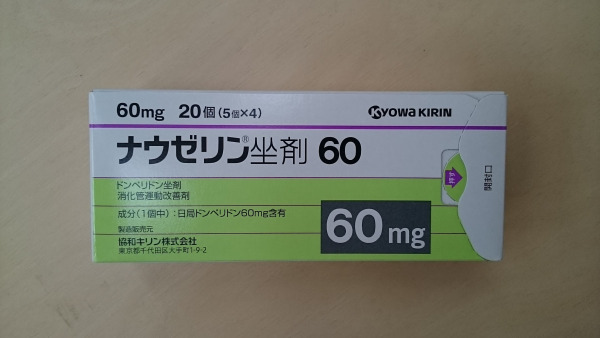 60mg 20個(5個×4)
KYOWA KIRIN
ナウゼリン®坐剤 60
ドンペリドン坐剤
消化管運動改善剤
成分(1個中):日局ドンペリドン60mg含有
製造販売元
協和キリン株式会社
東京都千代田区大手町1-9-2
60mg
押す
開封口